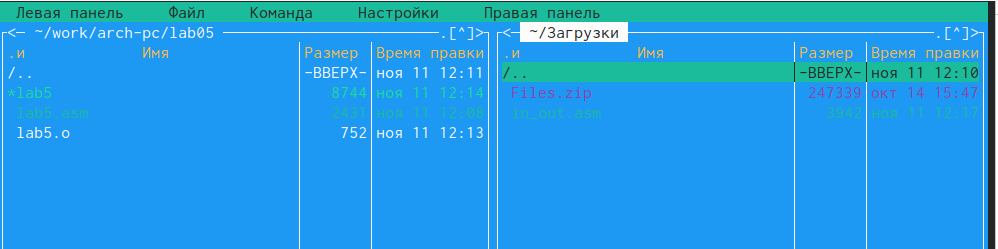 Левая панель Файл Команда Настройки Правая панель
<— ~/work/arch-pc/lab05 .[^]> <— ~/Загрузки .[^]>
.и Имя Размер Время правки .и Имя Размер Время правки
/.. -ВВЕРХ- ноя 11 12:11 /.. -ВВЕРХ- ноя 11 12:10
*lab5 8744 ноя 11 12:14 Files.zip 247339 окт 14 15:47
lab5.asm 2431 ноя 11 12:08 in_out.asm 3942 ноя 11 12:17
lab5.o 752 ноя 11 12:13